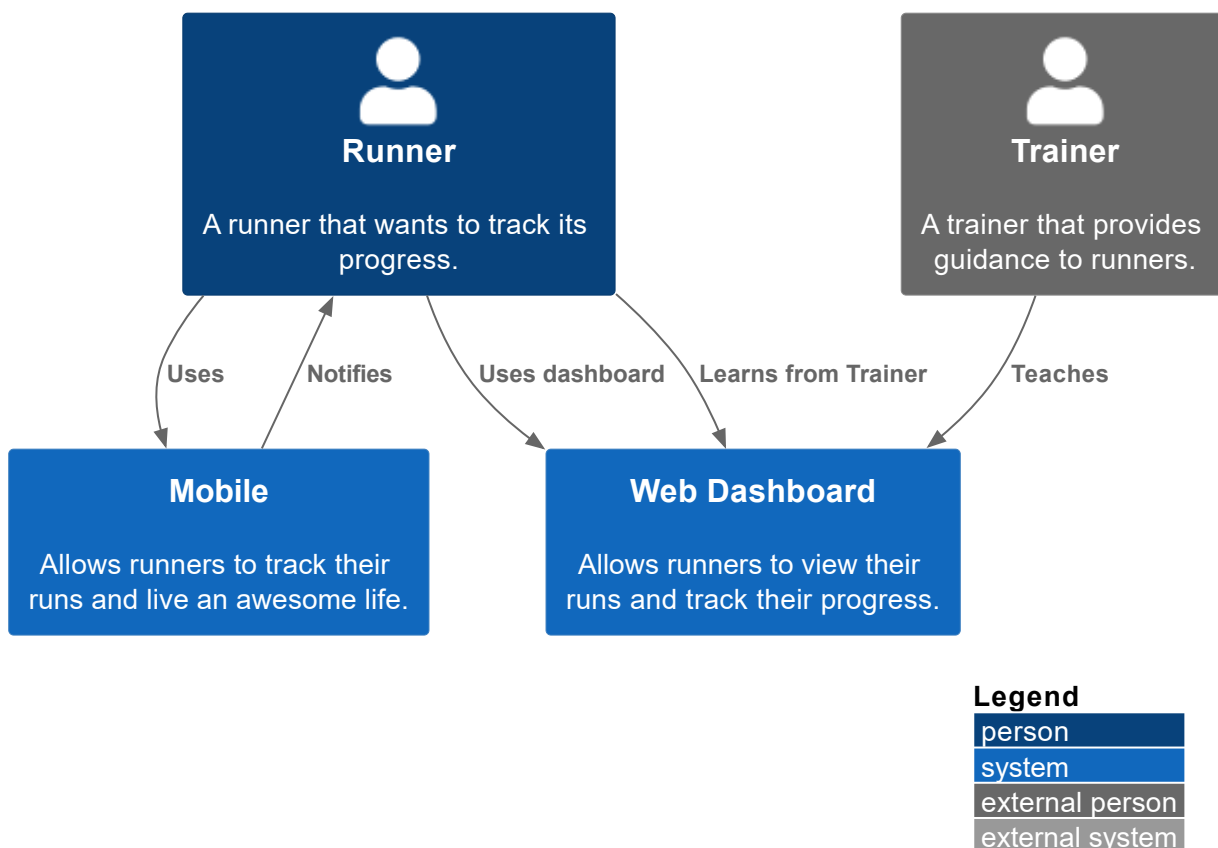 Runner
A runner that wants to track its
progress.
Trainer
A trainer that provides
guidance to runners.
Uses
Notifies
Uses dashboard
Learns from Trainer
Teaches
Mobile
Allows runners to track their
runs and live an awesome life.
Web Dashboard
Allows runners to view their
runs and track their progress.
Legend
person
system
external person
external system